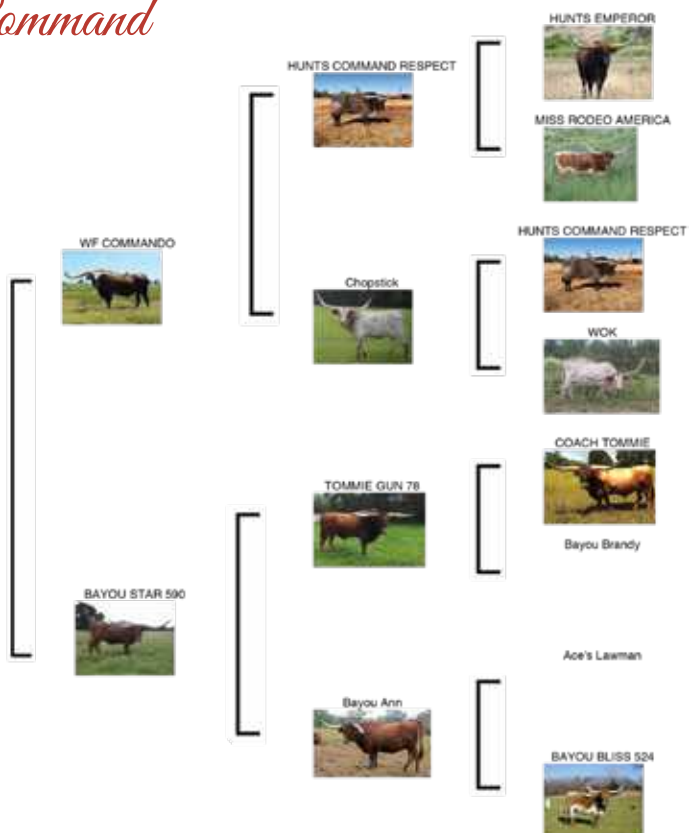 ommand
HUNTS EMPEROR
HUNTS COMMAND RESPECT
MISS RODEO AMERICA
HUNTS COMMAND RESPECT
WF COMMANDO
Chopstick
WOK
COACH TOMMIE
TOMMIE GUN 78
Bayou Brandy
BAYOU STAR 590
Ace's Lawman
Bayou Ann
BAYOU BLISS 524